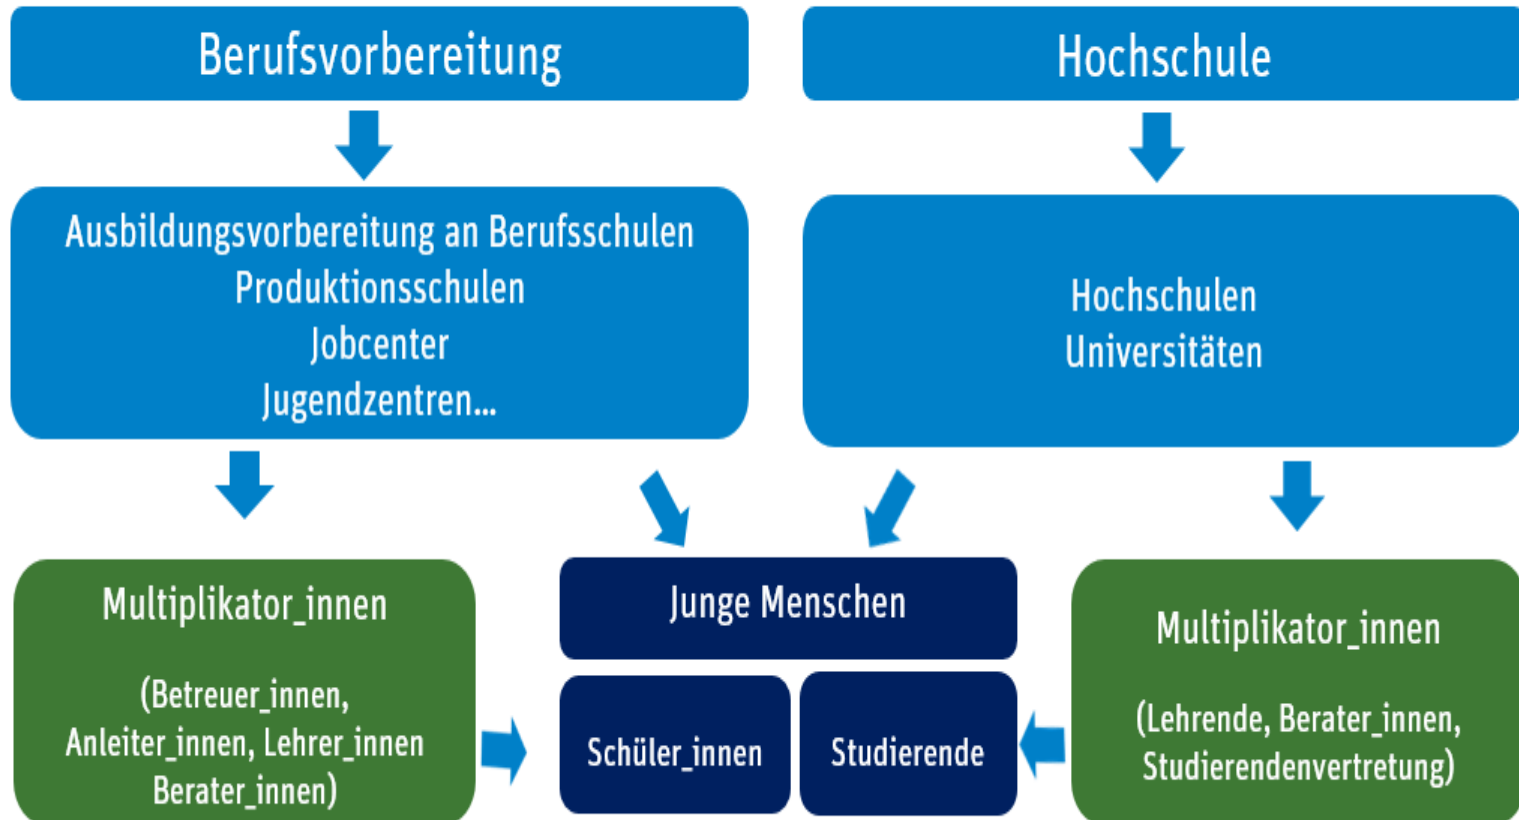 Berufsvorbereitung
Hochschule
Ausbildungsvorbereitung an Berufsschulen
Produktionsschulen
Jobcenter
Jugendzentren...
Hochschulen
Universitäten
Multiplikator_innen
(Betreuer_innen,
Anleiter_innen, Lehrer_innen
Berater_innen)
Junge Menschen
Schüler_innen
Studierende
Multiplikator_innen
(Lehrende, Berater_innen,
Studierendenvertretung)